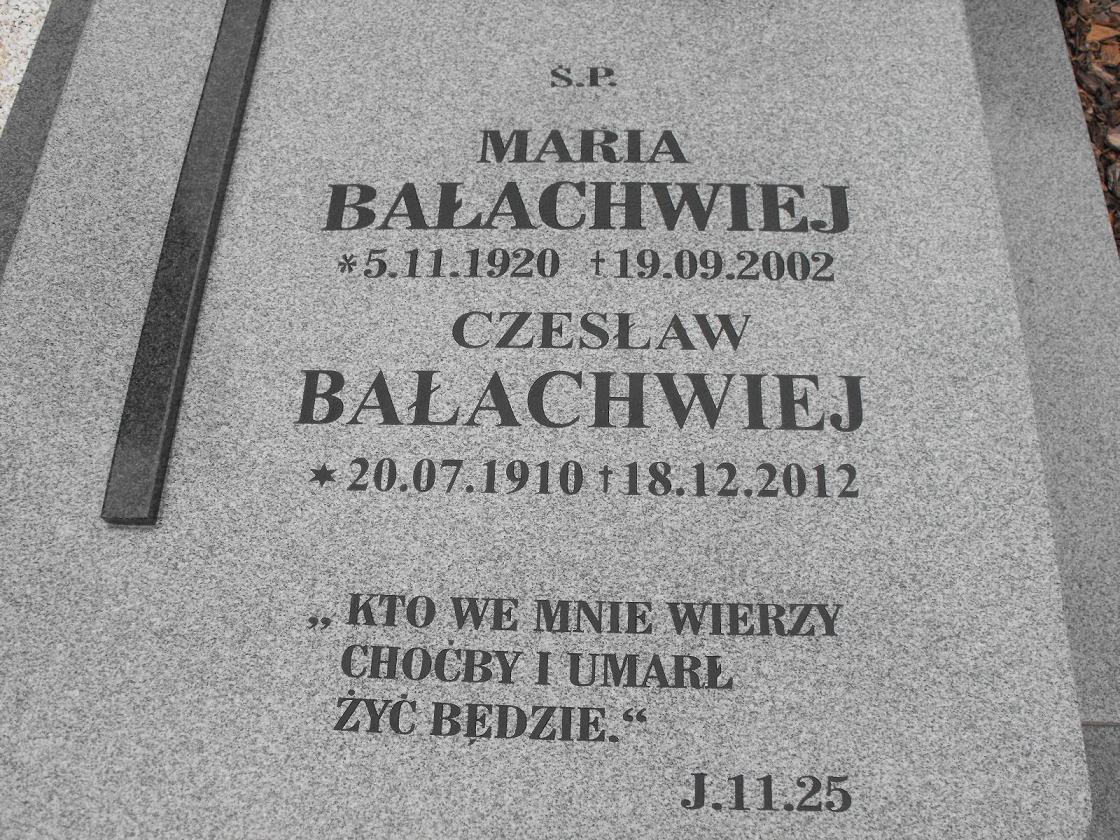 Ś.P.
MARIA
BAŁACHWIEJ
*5.11.1920 †19.09.2002
CZESŁAW
BAŁACHWIEJ
✶20.07.1910 †18.12.2012
„KTO WE MNIE WIERZY
CHOĆBY I UMARŁ
ŻYĆ BĘDZIE.“
J.11.25